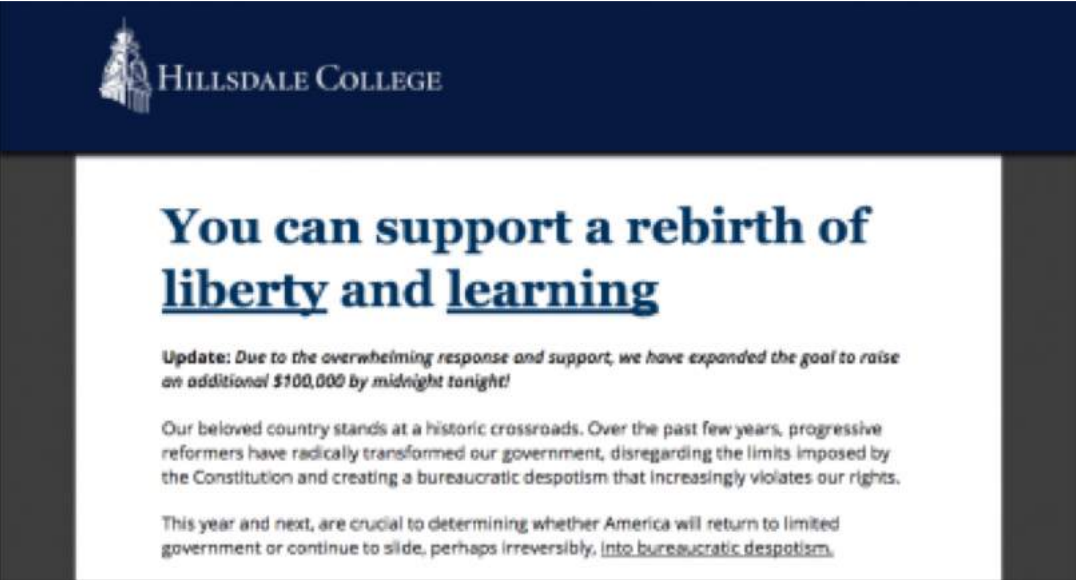 HILLSDALE COLLEGE
You can support a rebirth of
liberty and learning
Update: Due to the overwhelming response and support, we have expanded the goal to raise
an additional $100,000 by midnight tonight!
Our beloved country stands at a historic crossroads. Over the past few years, progressive
reformers have radically transformed our government, disregarding the limits imposed by
the Constitution and creating a bureaucratic despotism that increasingly violates our rights.
This year and next, are crucial to determining whether America will return to limited
government or continue to slide, perhaps irreversibly, into bureaucratic despotism.